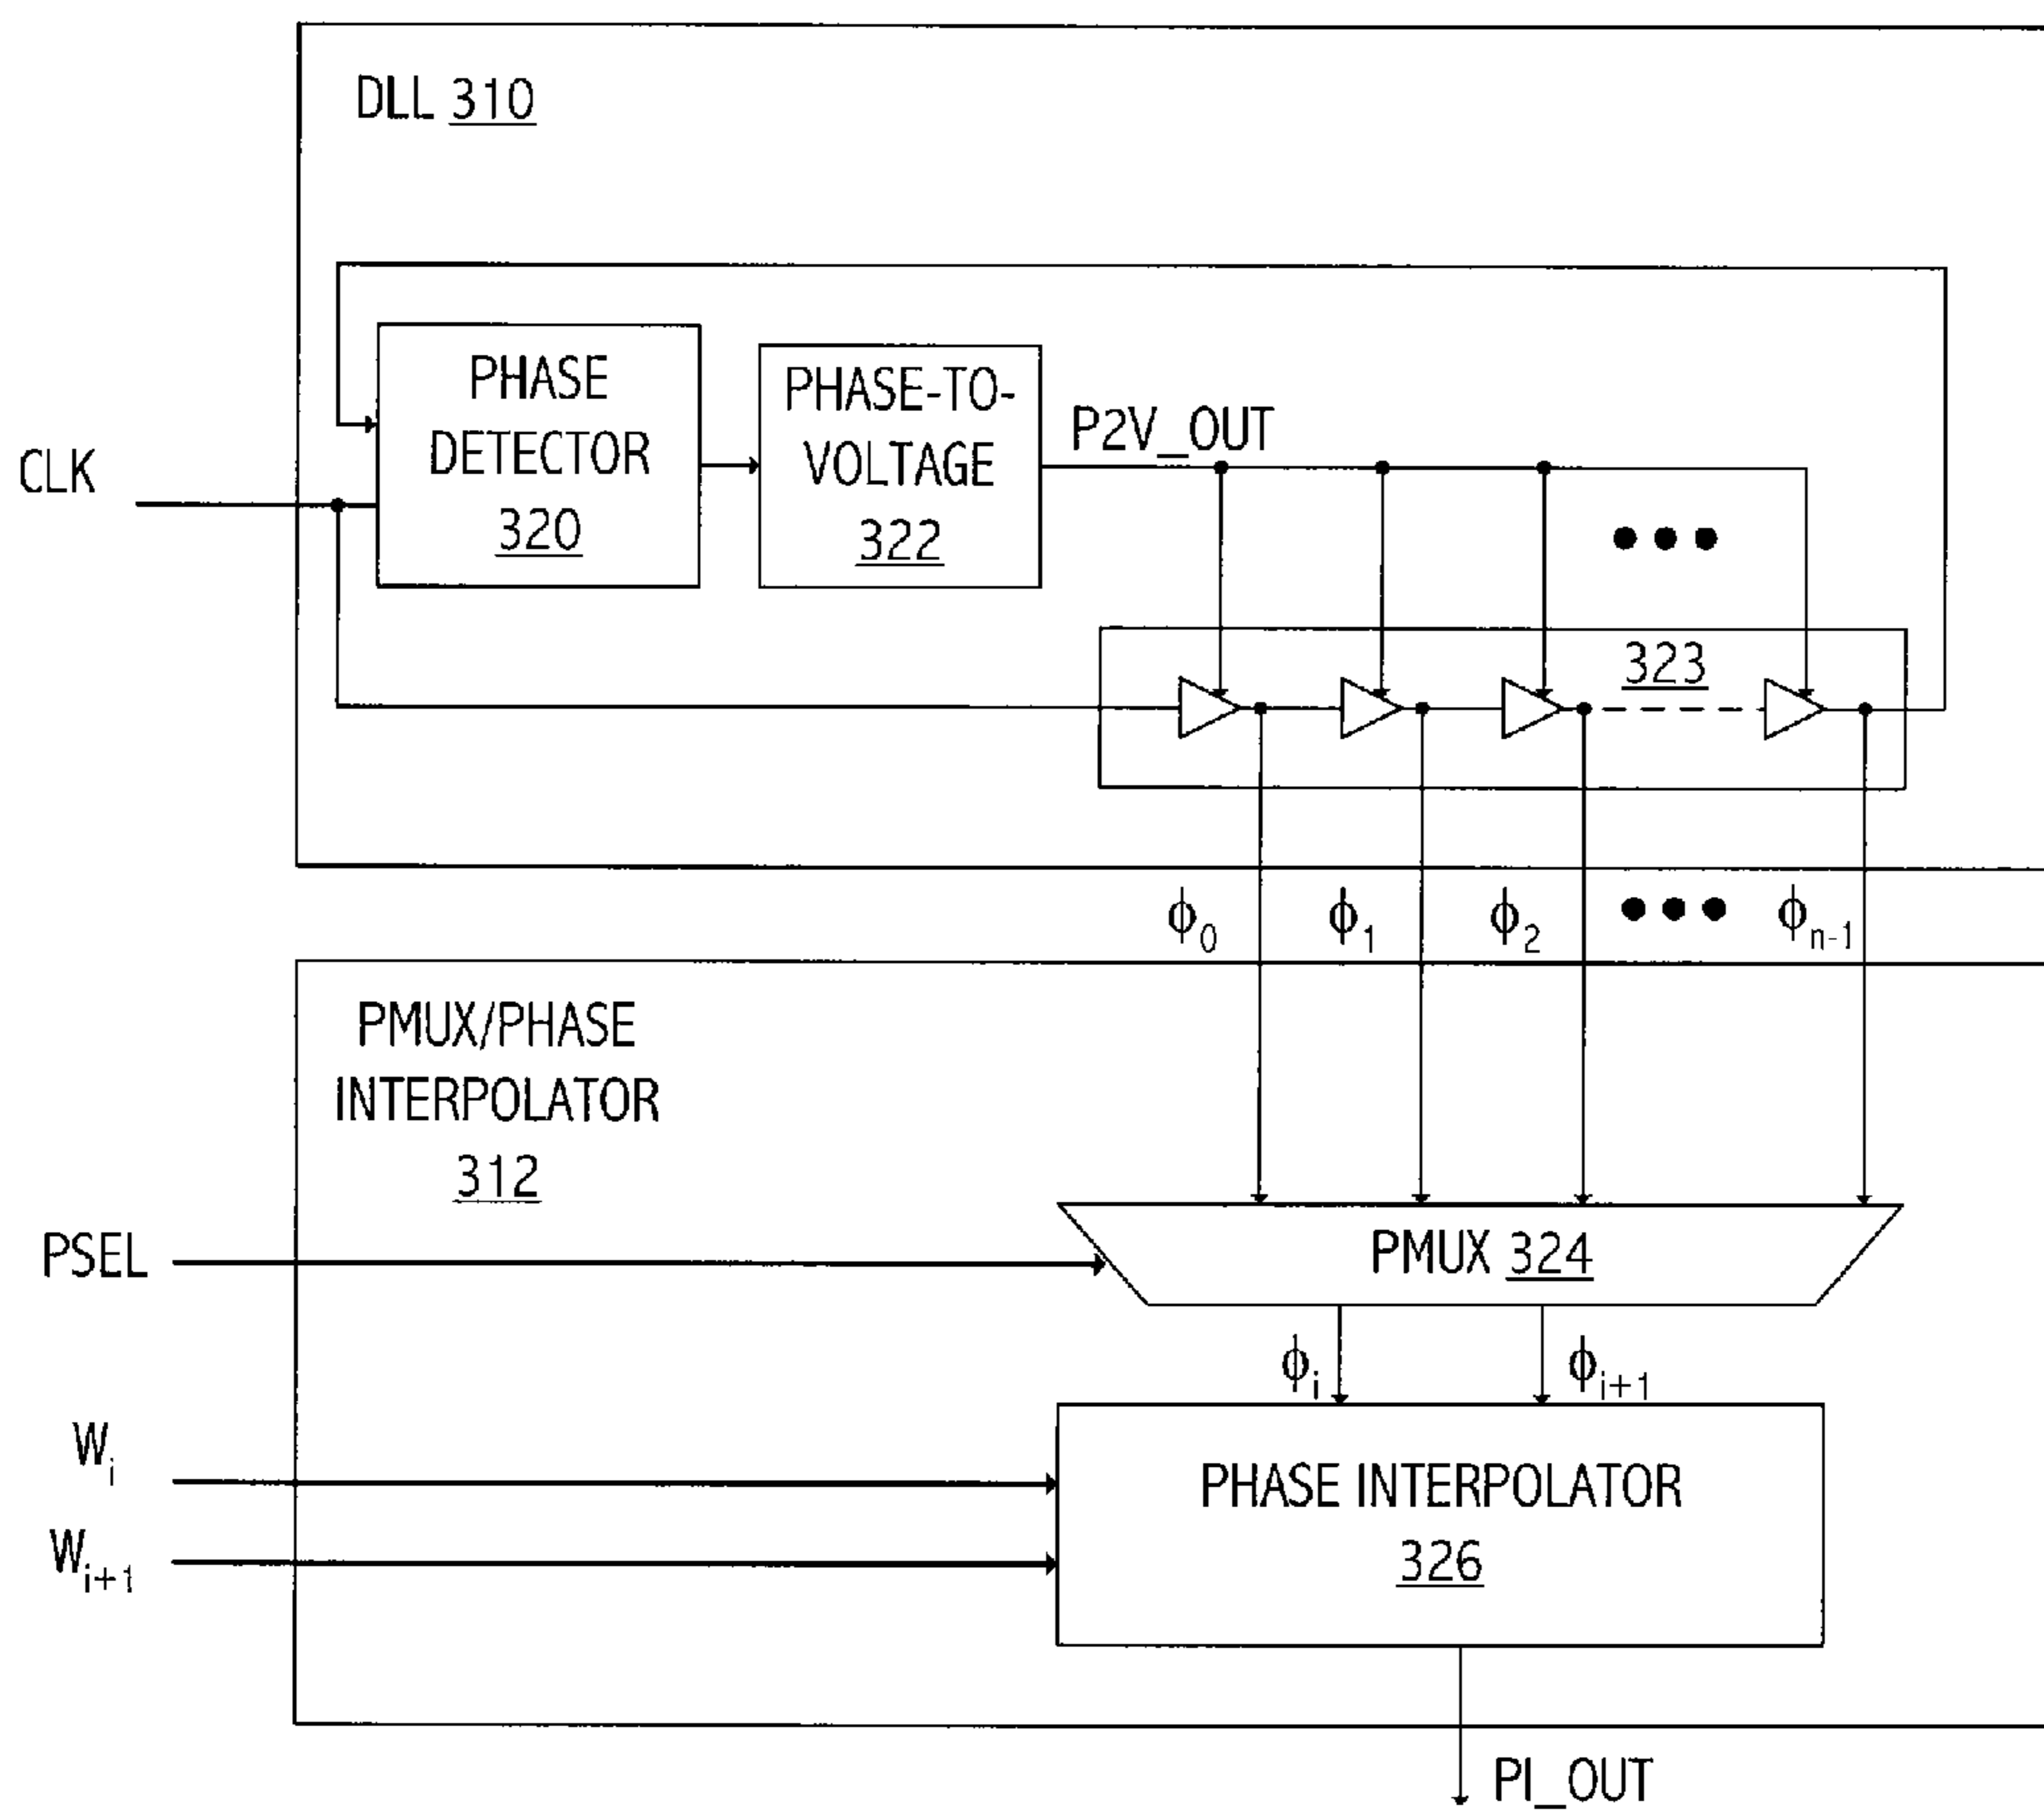 DLL 310
PHASE
DETECTOR
320
PHASE-TO-
VOLTAGE
322
P2V_OUT
CLK
323
ϕ0
ϕ1
ϕ2
ϕn-1
PMUX/PHASE
INTERPOLATOR
312
PSEL
PMUX 324
ϕi
ϕi+1
Wi
Wi+1
PHASE INTERPOLATOR
326
PI_OUT